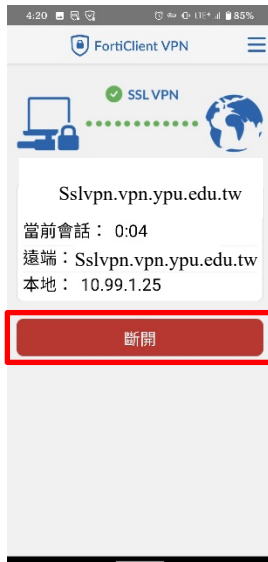 4:20 LTE+ 85%
FortiClient VPN
SSL VPN
Sslvpn.vpn.ypu.edu.tw
當前會話： 0:04
遠端：Sslvpn.vpn.ypu.edu.tw
本地： 10.99.1.25
斷開